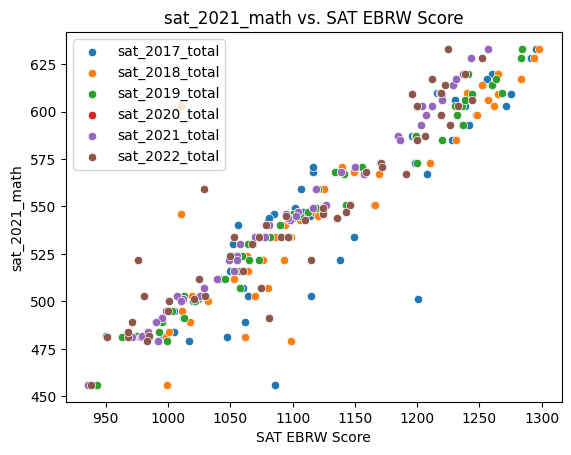 sat_2021_math vs. SAT EBRW Score
sat_2017_total
sat_2018_total
sat_2019_total
sat_2020_total
sat_2021_total
sat_2022_total
sat_2021_math
625
600
575
550
525
500
475
450
950 1000 1050 1100 1150 1200 1250 1300
SAT EBRW Score